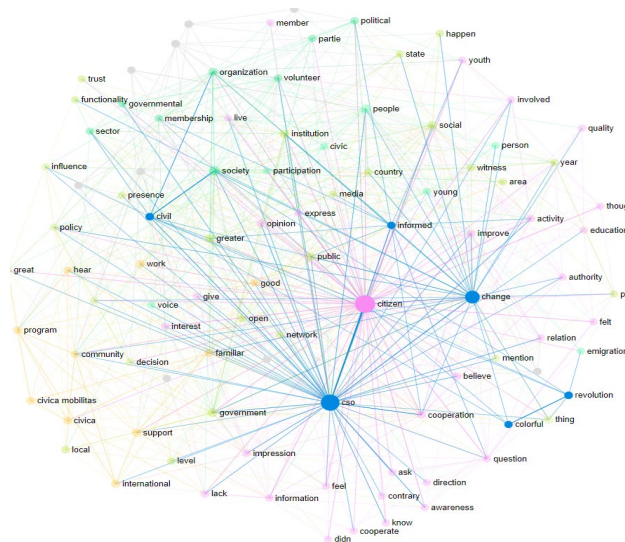 member
political
happen
partie
state
youth
organization
volunteer
trust
functionality
governmental
people
involved
membership
live
social
quality
sector
institution
person
civic
influence
society
participation
country
witness
year
area
presence
media
young
civil
express
opinion
informed
activity
policy
greater
improve
education
public
great
hear
work
good
authority
citizen
change
give
voice
open
interest
network
felt
program
relation
emigration
community
decision
familiar
mention
believe
revolution
civica mobilitas
cso
civica
government
cooperation
thing
colorful
support
local
level
impression
question
international
feel
ask
direction
lack
information
contrary
awareness
know
cooperate
didn